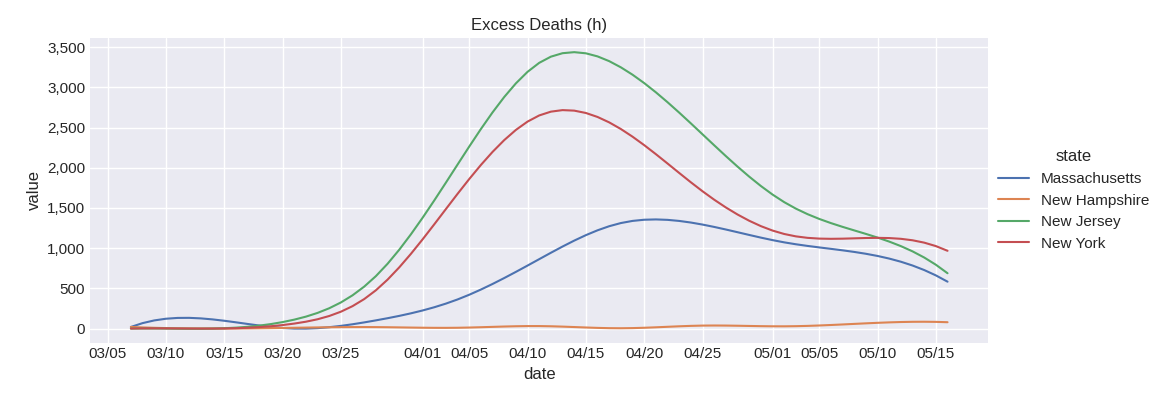 Excess Deaths (h)
3,500
3,000
2,500
2,000
1,500
1,000
500
0
value
03/05 03/10 03/15 03/20 03/25 04/01 04/05 04/10 04/15 04/20 04/25 05/01 05/05 05/10 05/15
date
state
Massachusetts
New Hampshire
New Jersey
New York